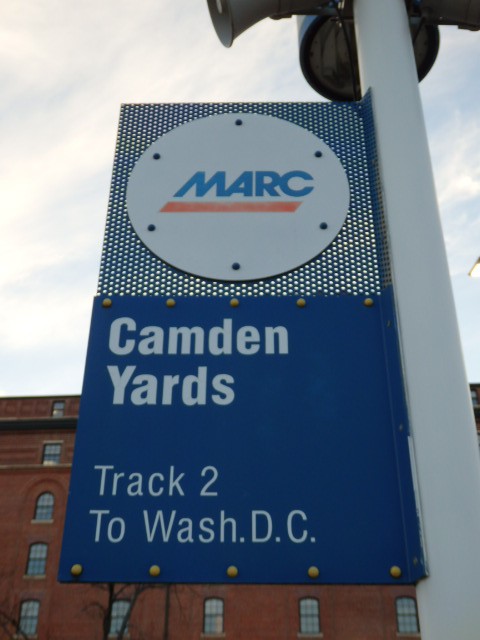 MARC
Camden
Yards
Track 2
To Wash.D.C.